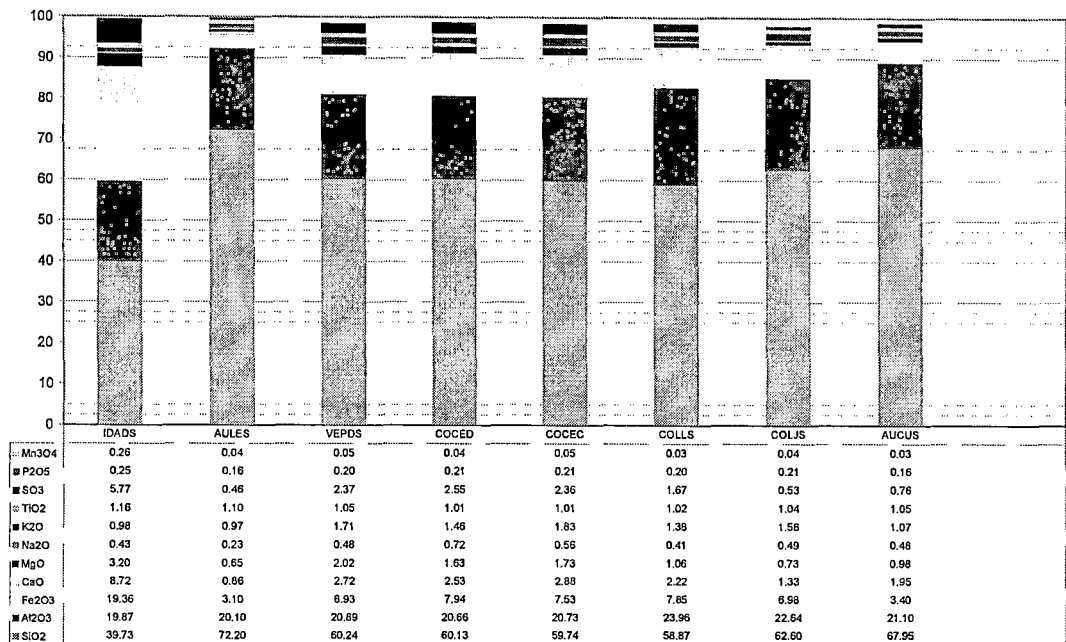 100
90
80
70
60
50
40
30
20
10
0
IDADS AULES VEPDS COCED COCEC COLLS COLJS AUCUS
Mn3O4 0.26 0.04 0.05 0.04 0.05 0.03 0.04 0.03
P2O5 0.25 0.16 0.20 0.21 0.21 0.20 0.21 0.16
SO3 5.77 0.46 2.37 2.55 2.36 1.67 0.53 0.76
TiO2 1.16 1.10 1.05 1.01 1.01 1.02 1.04 1.05
K2O 0.98 0.97 1.71 1.46 1.83 1.38 1.56 1.07
Na2O 0.43 0.23 0.48 0.72 0.56 0.41 0.49 0.48
MgO 3.20 0.65 2.02 1.63 1.73 1.06 0.73 0.98
CaO 8.72 0.86 2.72 2.53 2.88 2.22 1.33 1.95
Fe2O3 19.36 3.10 6.93 7.94 7.53 7.85 6.98 3.40
Al2O3 19.87 20.10 20.89 20.66 20.73 23.96 22.64 21.10
SiO2 39.73 72.20 60.24 60.13 59.74 58.87 62.60 67.95